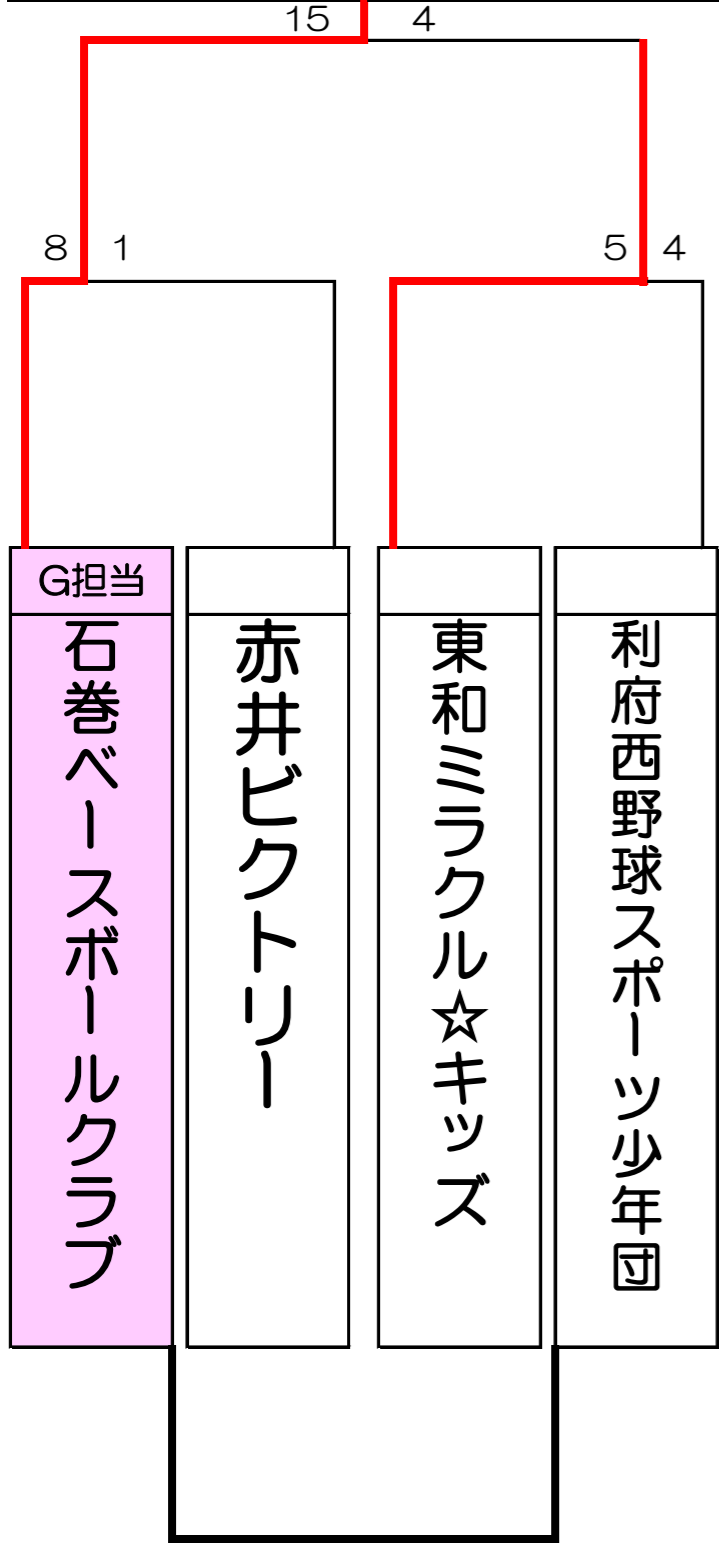 15 4
8 1
5 4
G担当
石巻ベースボールクラブ
赤井ビクトリー
東和ミラクル☆キッズ
利府西野球スポーツ少年団